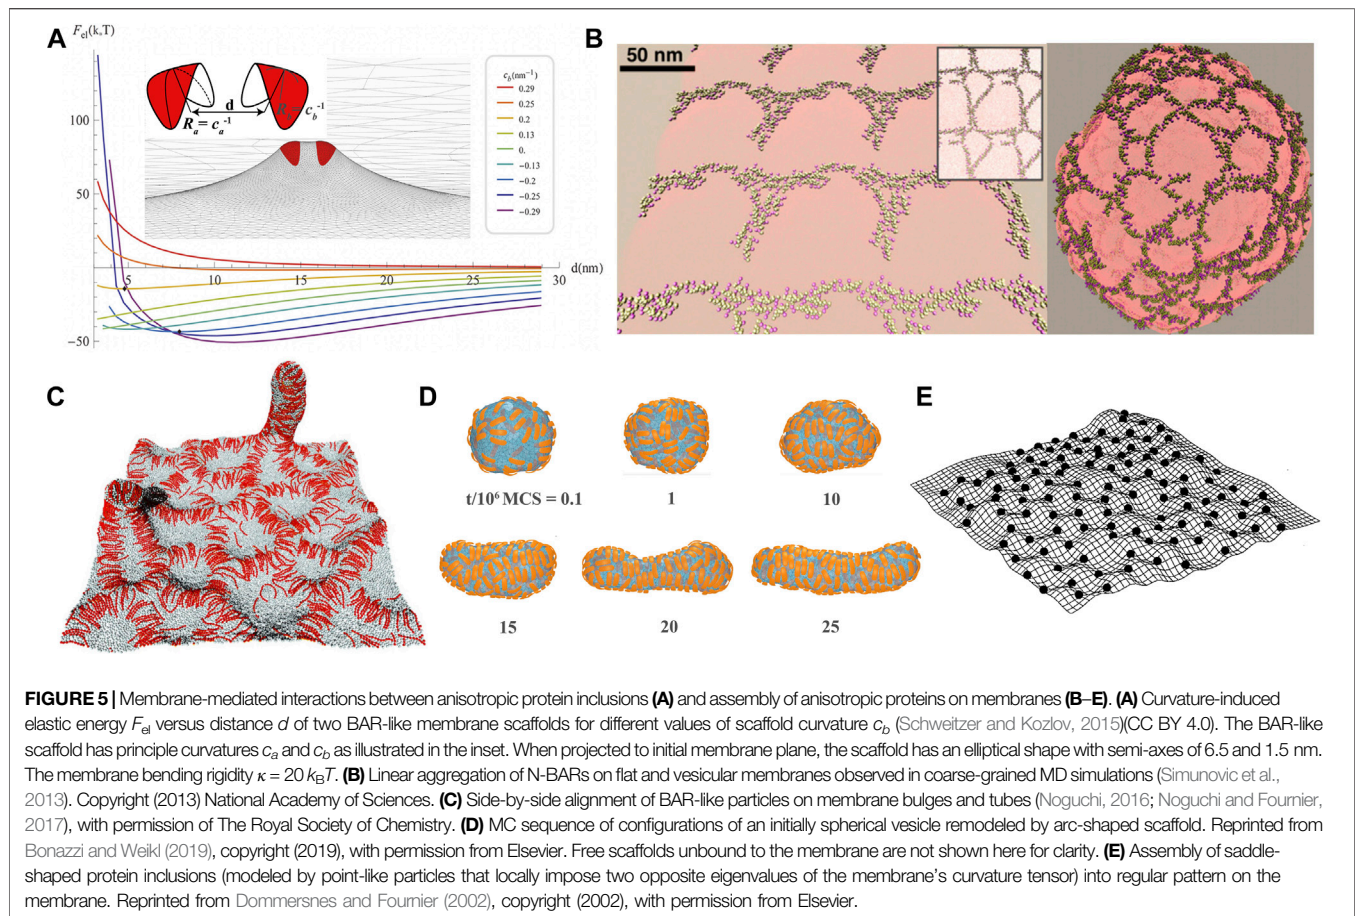 A
F_el(k,T)
100
50
−50
5
10
15
20
25
30
d(nm)
d
R_a = c_a^-1
= c_b^-1
c_b(nm^-1)
0.29
0.25
0.2
0.13
0.
−0.13
−0.2
−0.25
−0.29
B
50 nm
C
D
t/10^6 MCS = 0.1
1
10
15
20
25
E
FIGURE 5 | Membrane-mediated interactions between anisotropic protein inclusions (A) and assembly of anisotropic proteins on membranes (B–E). (A) Curvature-induced
elastic energy F_el versus distance d of two BAR-like membrane scaffolds for different values of scaffold curvature c_b (Schweitzer and Kozlov, 2015)(CC BY 4.0). The BAR-like
scaffold has principle curvatures c_a and c_b as illustrated in the inset. When projected to initial membrane plane, the scaffold has an elliptical shape with semi-axes of 6.5 and 1.5 nm.
The membrane bending rigidity κ = 20 k_BT. (B) Linear aggregation of N-BARs on flat and vesicular membranes observed in coarse-grained MD simulations (Simunovic et al.,
2013). Copyright (2013) National Academy of Sciences. (C) Side-by-side alignment of BAR-like particles on membrane bulges and tubes (Noguchi, 2016; Noguchi and Fournier,
2017), with permission of The Royal Society of Chemistry. (D) MC sequence of configurations of an initially spherical vesicle remodeled by arc-shaped scaffold. Reprinted from
Bonazzi and Weikl (2019), copyright (2019), with permission from Elsevier. Free scaffolds unbound to the membrane are not shown here for clarity. (E) Assembly of saddle-
shaped protein inclusions (modeled by point-like particles that locally impose two opposite eigenvalues of the membrane's curvature tensor) into regular pattern on the
membrane. Reprinted from Dommersnes and Fournier (2002), copyright (2002), with permission from Elsevier.